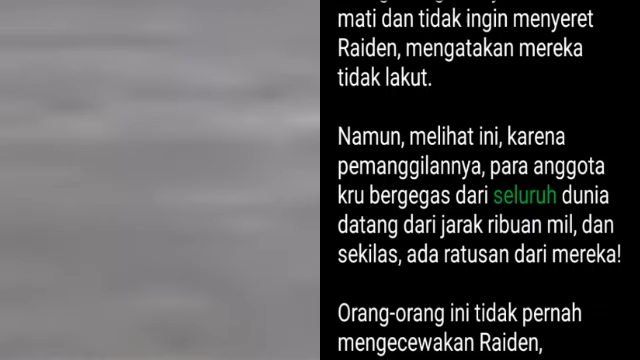 mati dan tidak ingin menyeret
Raiden, mengatakan mereka
tidak lakut.
Namun, melihat ini, karena
pemanggilannya, para anggota
kru bergegas dari seluruh dunia
datang dari jarak ribuan mil, dan
sekilas, ada ratusan dari mereka!
Orang-orang ini tidak pernah
mengecewakan Raiden,